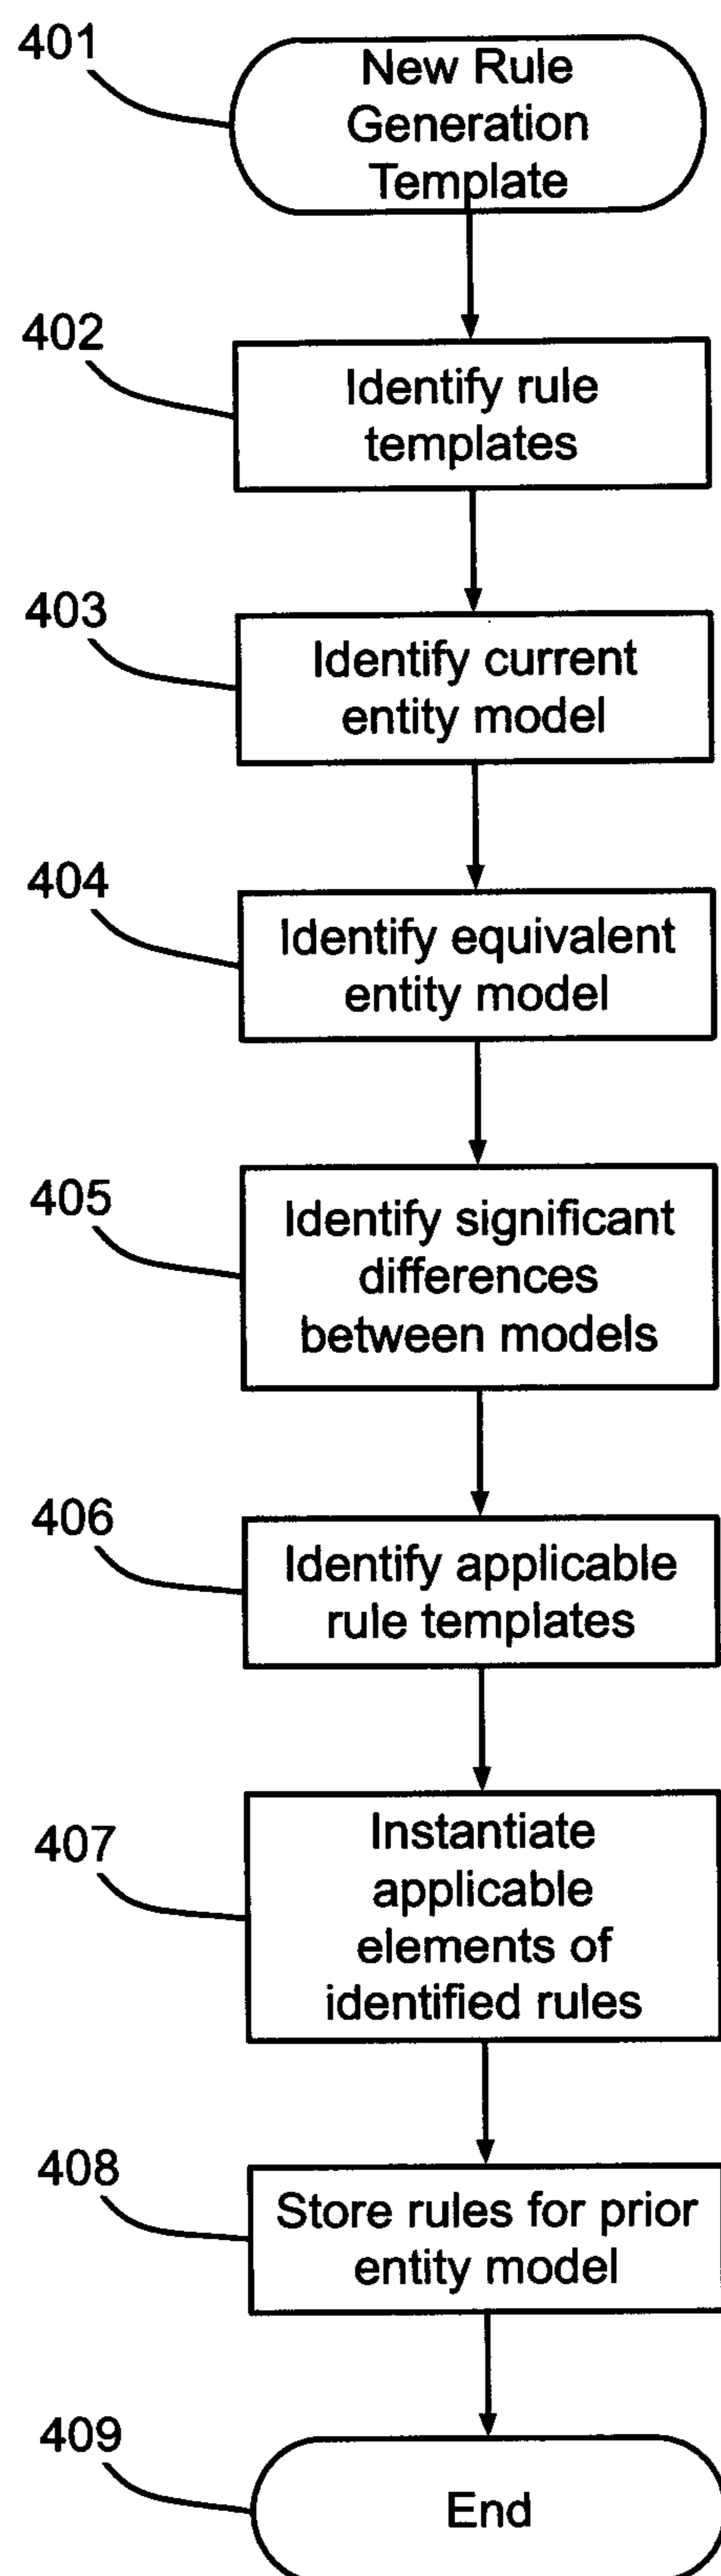 401
New Rule
Generation
Template
402
Identify rule
templates
403
Identify current
entity model
404
Identify equivalent
entity model
405
Identify significant
differences
between models
406
Identify applicable
rule templates
407
Instantiate
applicable
elements of
identified rules
408
Store rules for prior
entity model
409
End